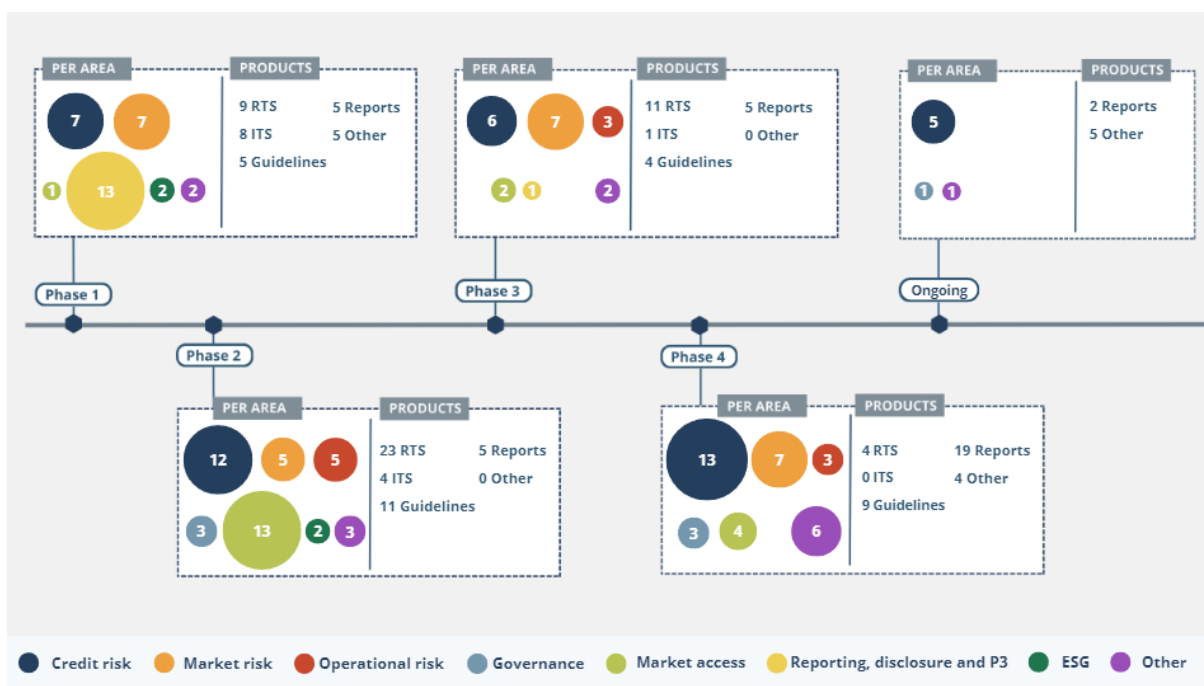 PER AREA
PRODUCTS
7
7
1
13
2
2
9 RTS
5 Reports
8 ITS
5 Other
5 Guidelines
Phase 1
PER AREA
PRODUCTS
6
7
3
2
1
2
11 RTS
5 Reports
1 ITS
0 Other
4 Guidelines
Phase 3
PER AREA
PRODUCTS
5
1
1
2 Reports
5 Other
Ongoing
Phase 2
PER AREA
PRODUCTS
12
5
5
3
13
2
3
23 RTS
5 Reports
4 ITS
0 Other
11 Guidelines
Phase 4
PER AREA
PRODUCTS
13
7
3
3
4
6
4 RTS
19 Reports
0 ITS
4 Other
9 Guidelines
Credit risk
Market risk
Operational risk
Governance
Market access
Reporting, disclosure and P3
ESG
Other